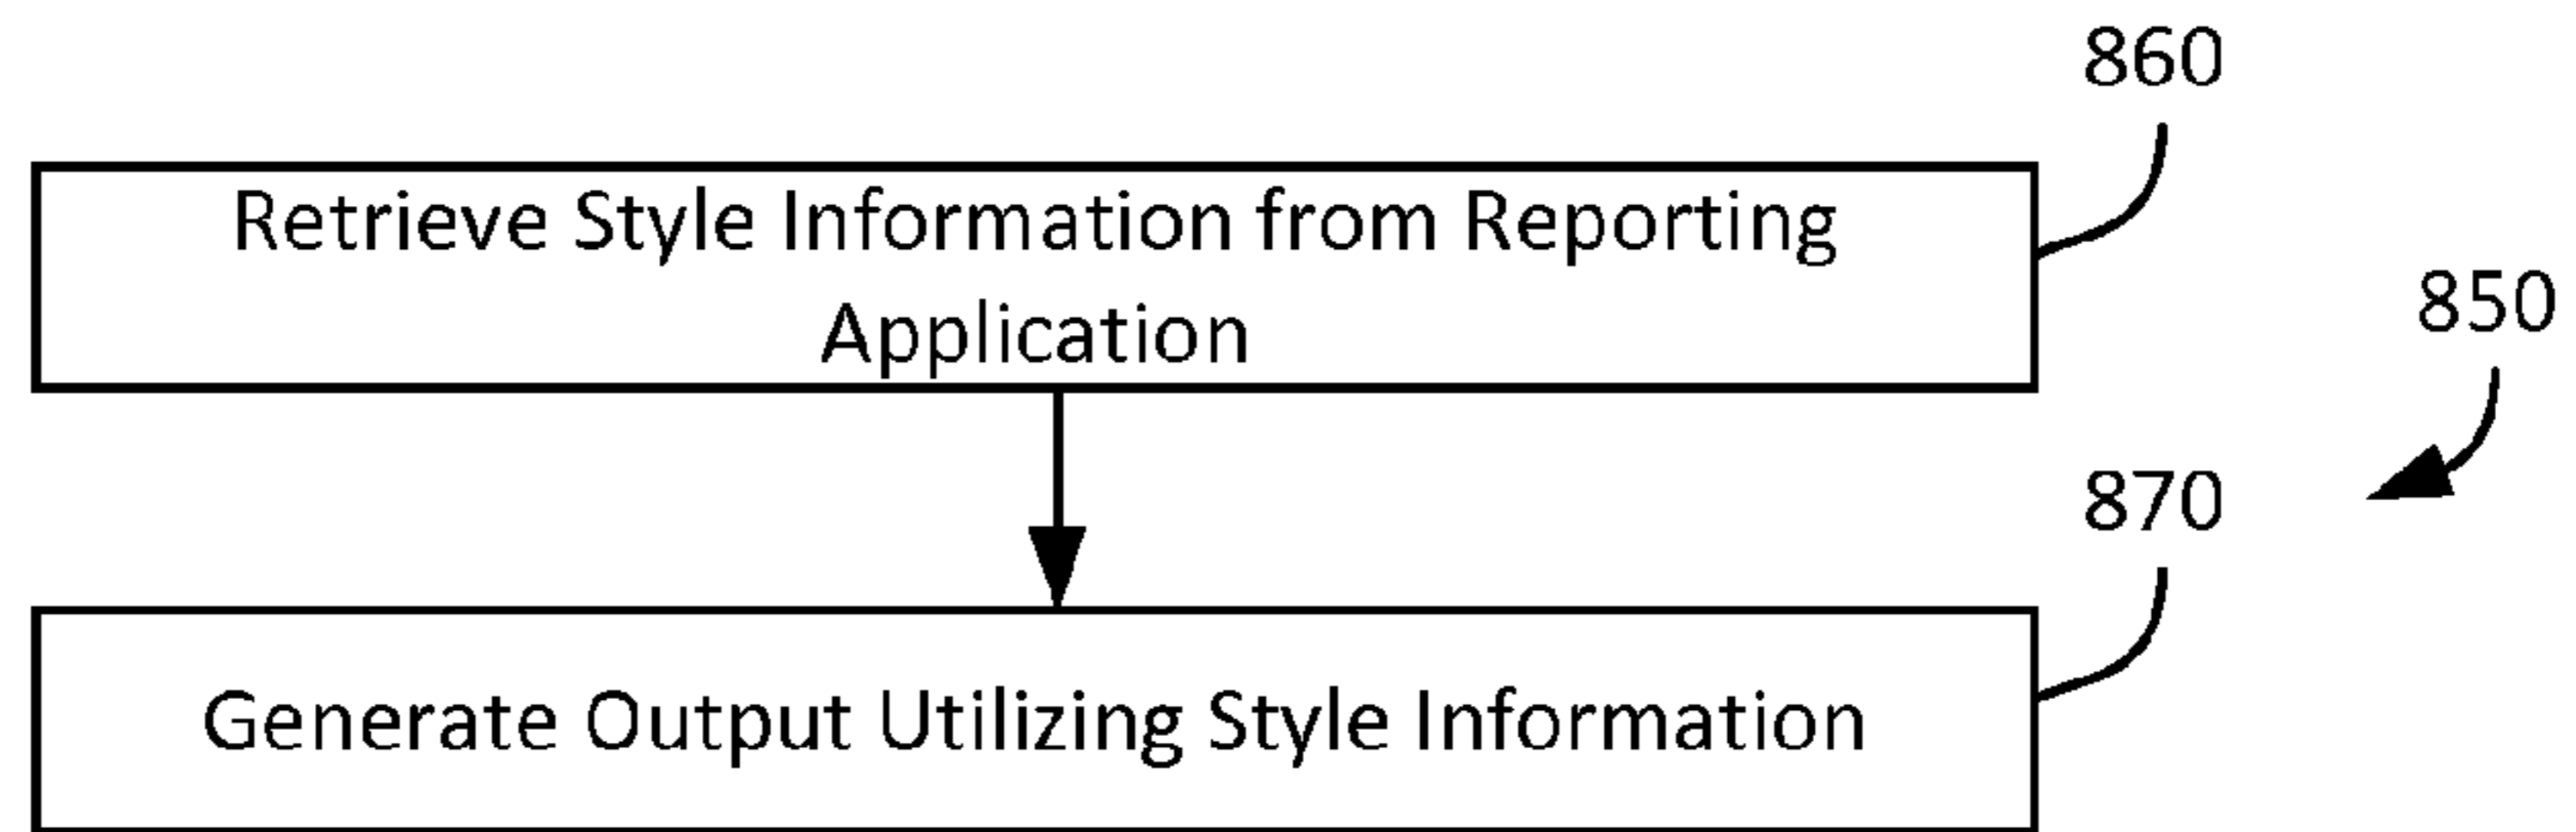 860
Retrieve Style Information from Reporting
Application
850
870
Generate Output Utilizing Style Information